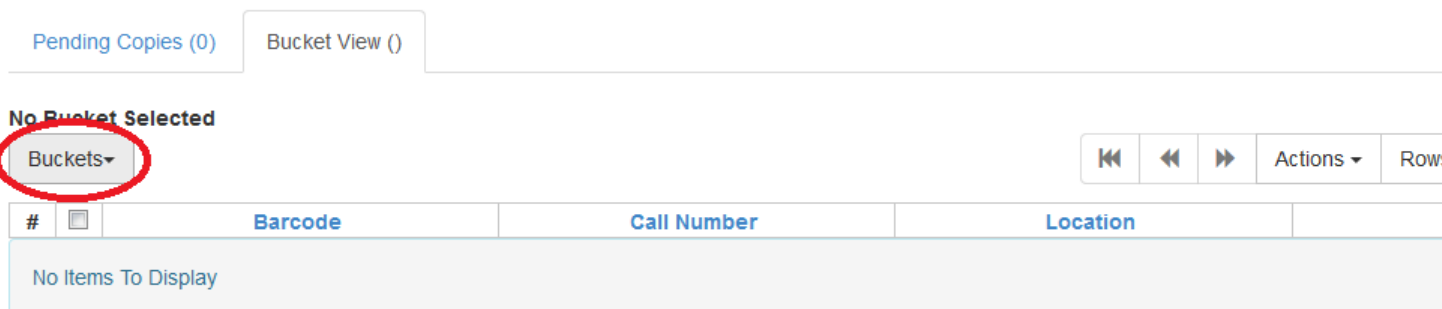 Pending Copies (0) Bucket View ()
No Bucket Selected
Buckets Actions Rows
# Barcode Call Number Location
No Items To Display